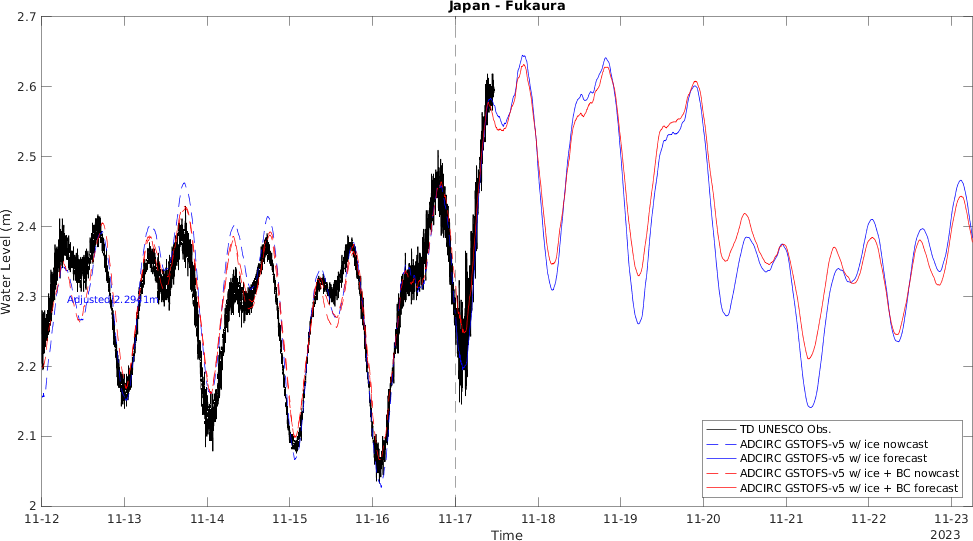 Japan - Fukaura
2.7
2.6
2.5
2.4
2.3
2.2
2.1
2
Water Level (m)
11-12 11-13 11-14 11-15 11-16 11-17 11-18 11-19 11-20 11-21 11-22 11-23
2023
Time
TD UNESCO Obs.
ADCIRC GSTOFS-v5 w/ ice nowcast
ADCIRC GSTOFS-v5 w/ ice forecast
ADCIRC GSTOFS-v5 w/ ice + BC nowcast
ADCIRC GSTOFS-v5 w/ ice + BC forecast